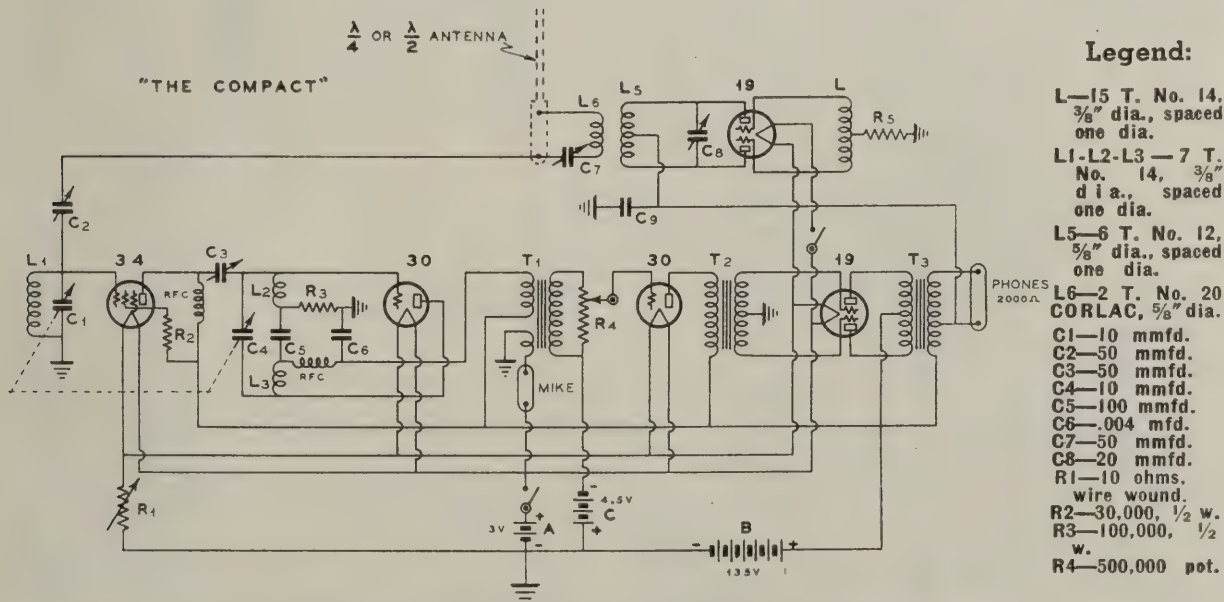 λ/4 OR λ/2 ANTENNA
"THE COMPACT"
L6
L5
19
L
R5
C7
C8
C9
C2
L1
34
C3
30
T1
30
T2
19
T3
PHONES
2000Ω
RFC
L2
R3
R4
C1
R2
C4
C5
C6
L3
RFC
MIKE
R1
3V
+
A
-
-
4.5V
C
+
B
-
+
135V
Legend:
L—15 T. No. 14,
3/8" dia., spaced
one dia.
L1-L2-L3 — 7 T.
No. 14, 3/8"
dia., spaced
one dia.
L5—6 T. No. 12,
5/8" dia., spaced
one dia.
L6—2 T. No. 20
CORLAC, 5/8" dia.
C1—10 mmfd.
C2—50 mmfd.
C3—50 mmfd.
C4—10 mmfd.
C5—100 mmfd.
C6—.004 mfd.
C7—50 mmfd.
C8—20 mmfd.
R1—10 ohms.
wire wound.
R2—30,000, 1/2 w.
R3—100,000, 1/2
w.
R4—500,000 pot.